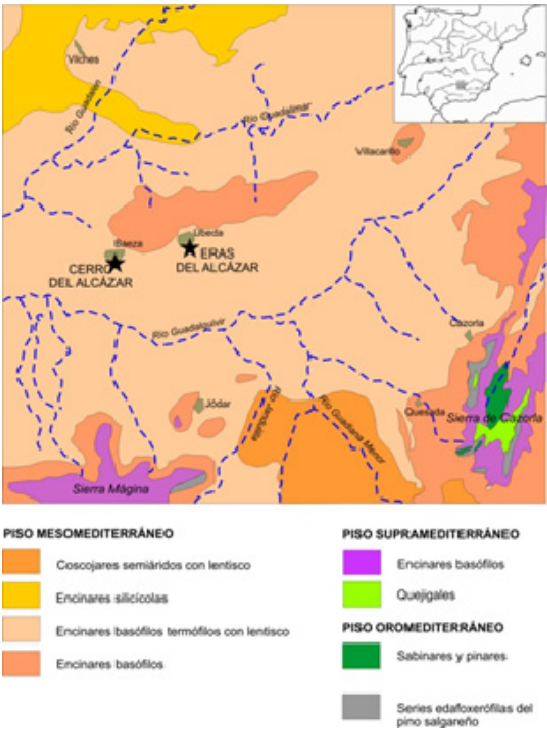 Vilches
Río Guadalén
Río Guadalimar
Villacarrillo
Úbeda
Baeza
ERAS
DEL ALCÁZAR
CERRO
DEL ALCÁZAR
Río Guadalquivir
Cazorla
Jódar
Río Jandulilla
Río Guadiana Menor
Quesada
Sierra de Cazorla
Sierra Mágina
PISO MESOMEDITERRÁNEO
Coscojares semiáridos con lentisco
Encinares silicícolas
Encinares basófilos termófilos con lentisco
Encinares basófilos
PISO SUPRAMEDITERRÁNEO
Encinares basófilos
Quejigales
PISO OROMEDITERRÁNEO
Sabinares y pinares
Series edafoxerófilas del
pino salgareño